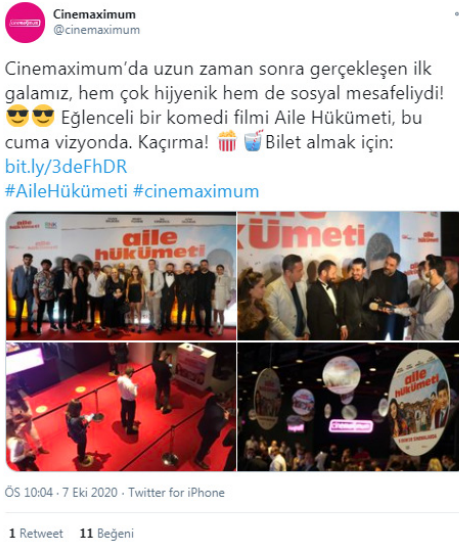 Cinemaximum
@cinemaximum
Cinemaximum'da uzun zaman sonra gerçekleşen ilk
galamız, hem çok hijyenik hem de sosyal mesafeliydi!
😎😎 Eğlenceli bir komedi filmi Aile Hükümeti, bu
cuma vizyonda. Kaçırma! 🍿 🥤Bilet almak için:
bit.ly/3deFhDR
#AileHükümeti #cinemaximum
aile
hükümeti
hükümeti
aile
hükümeti
aile
hükümeti
ÖS 10:04 · 7 Eki 2020 · Twitter for iPhone
1 Retweet 11 Beğeni